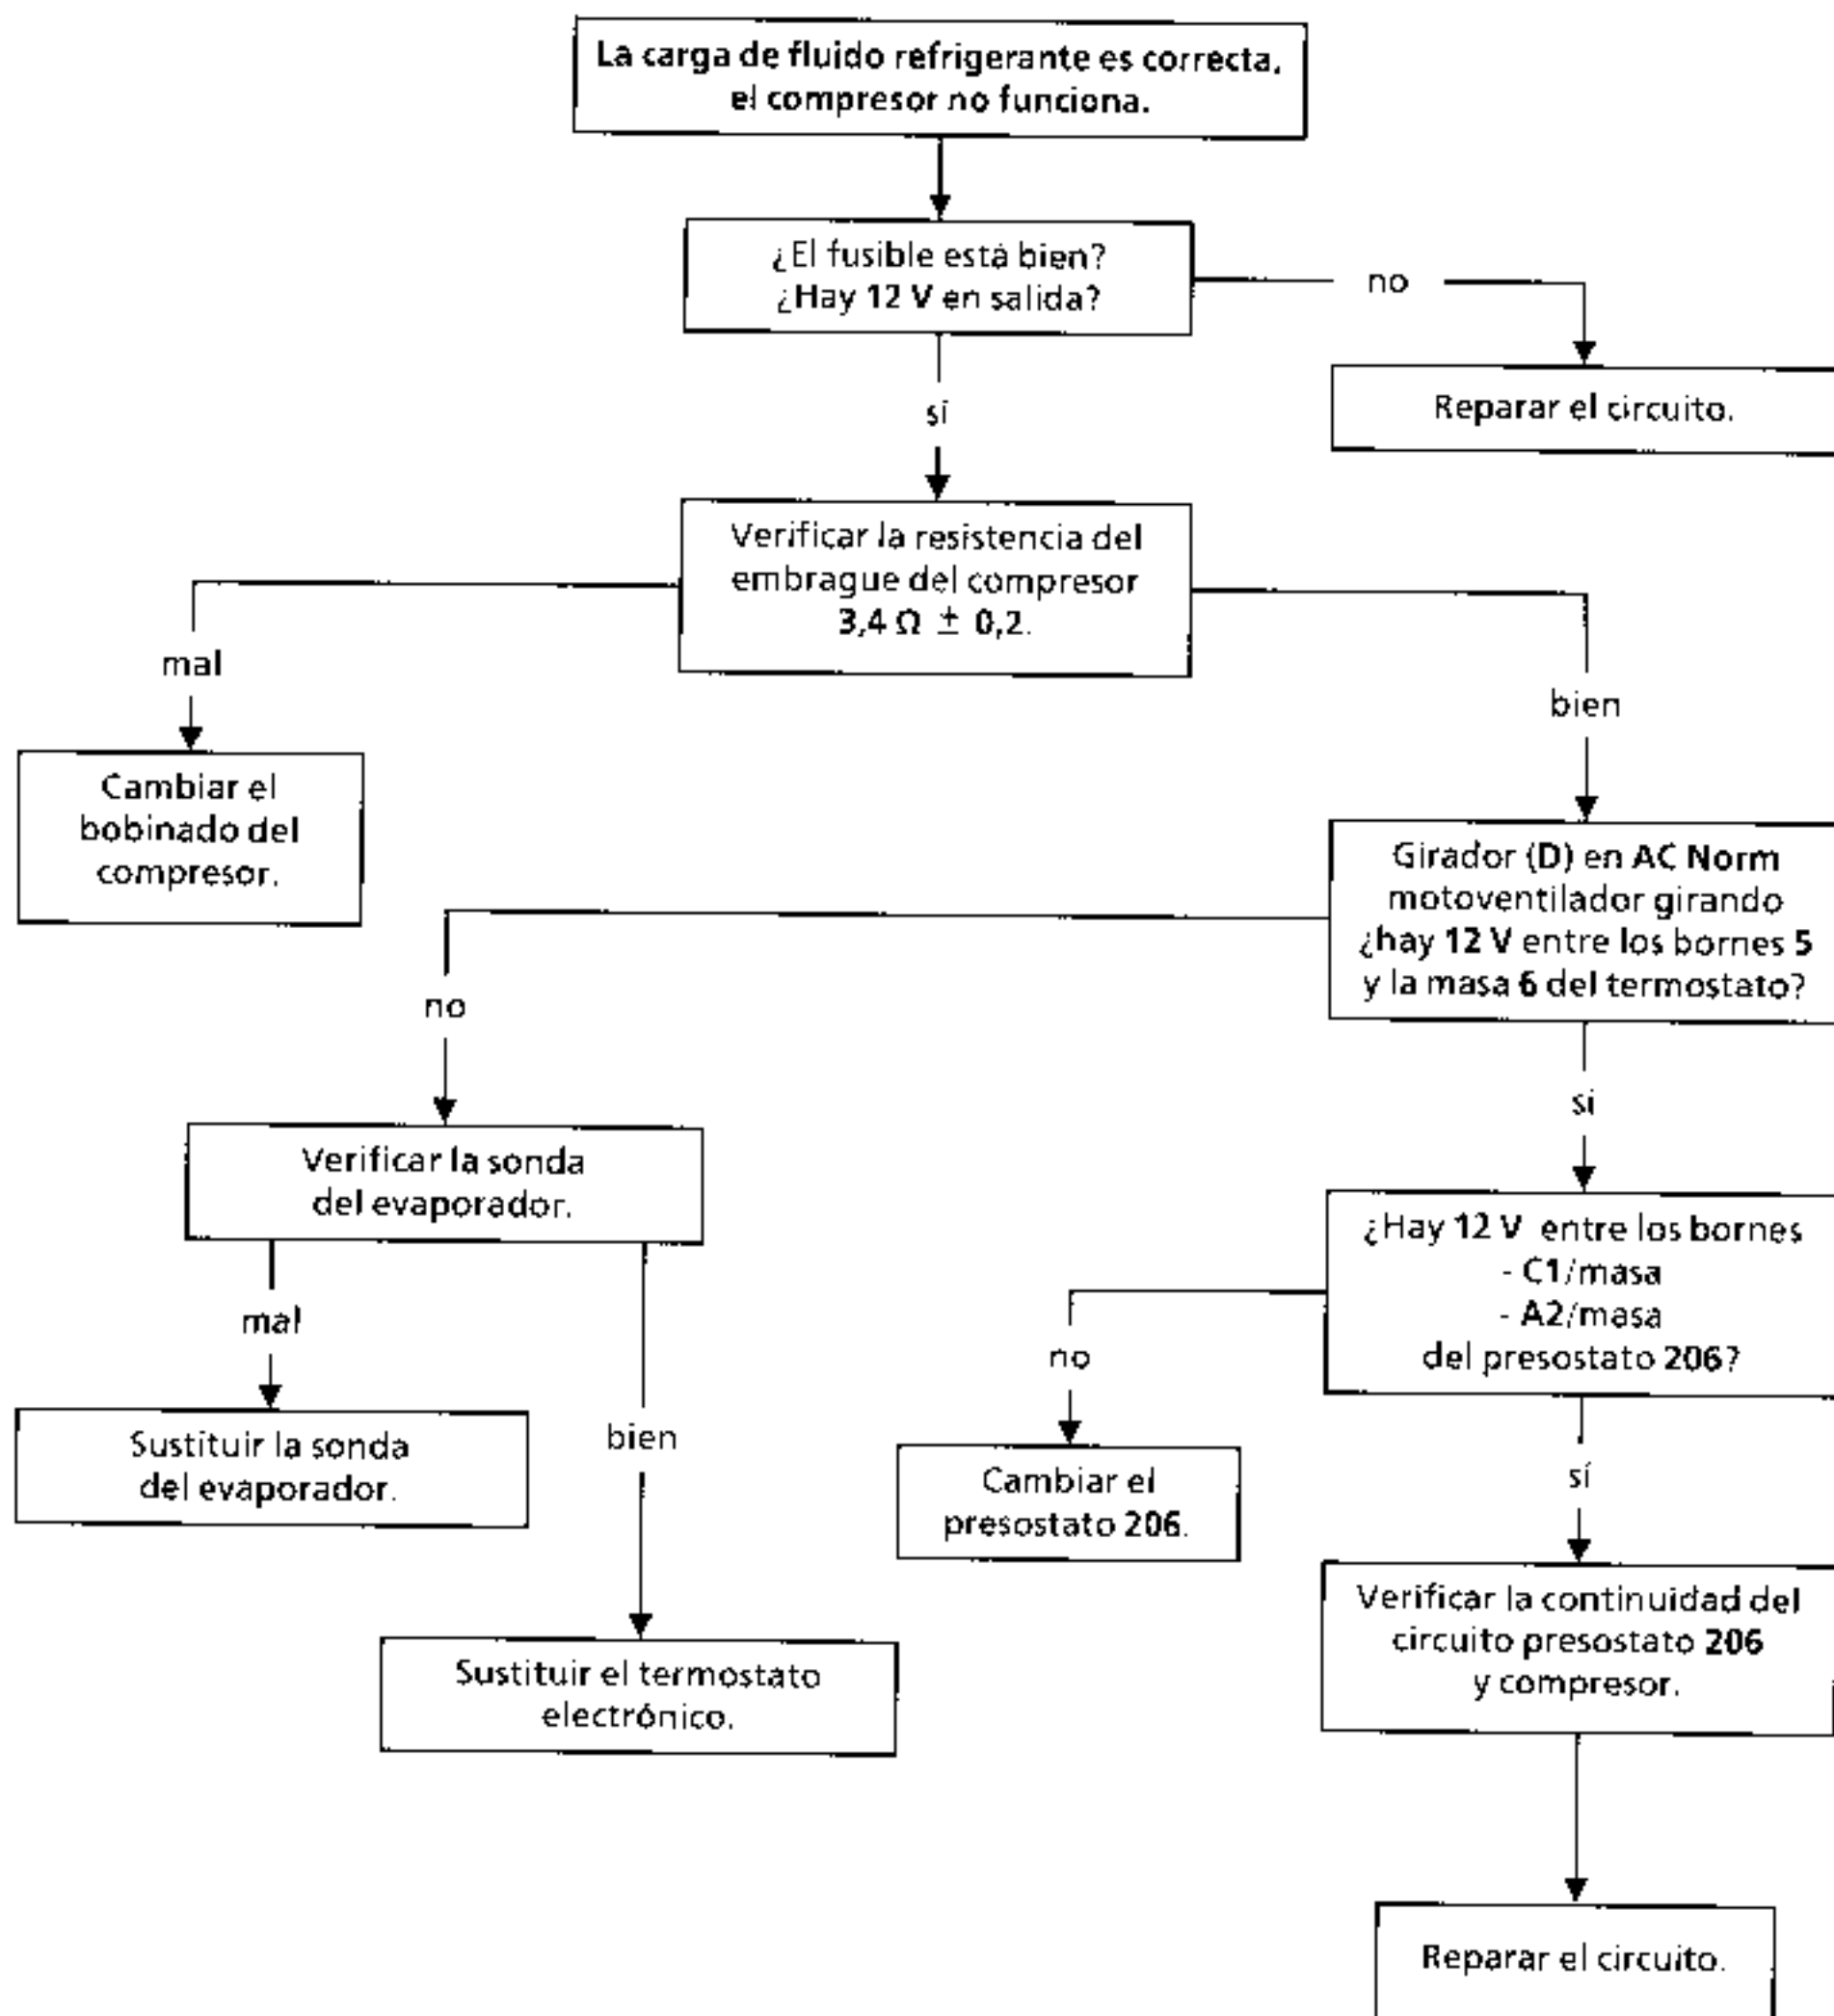 La carga de fluido refrigerante es correcta,
el compresor no funciona.
¿El fusible está bien?
¿Hay 12 V en salida?
no
Reparar el circuito.
sí
Verificar la resistencia del
embrague del compresor
3,4 Ω ± 0,2.
mal
bien
Cambiar el
bobinado del
compresor.
Girador (D) en AC Norm
motoventilador girando
¿hay 12 V entre los bornes 5
y la masa 6 del termostato?
no
si
Verificar la sonda
del evaporador.
¿Hay 12 V entre los bornes
- C1/masa
- A2/masa
del presostato 206?
mal
no
bien
sí
Sustituir la sonda
del evaporador.
Cambiar el
presostato 206.
Verificar la continuidad del
circuito presostato 206
y compresor.
Sustituir el termostato
electrónico.
Reparar el circuito.